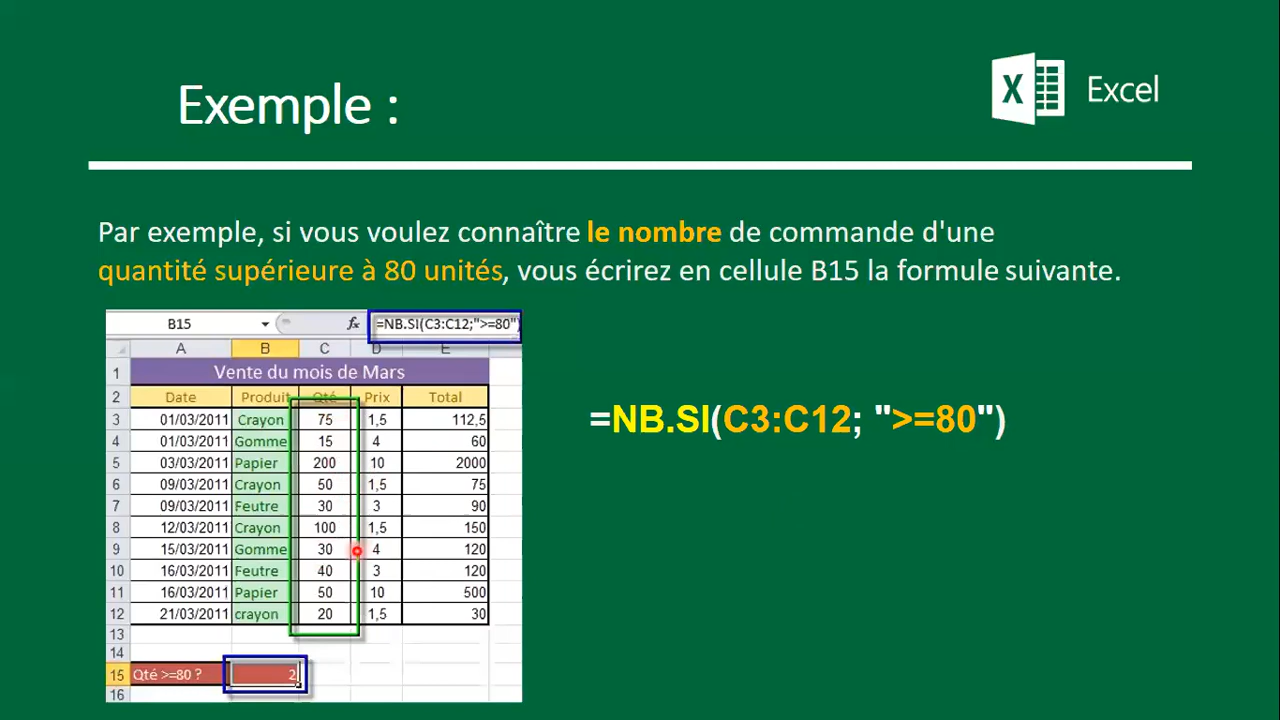 Exemple :
Excel
Par exemple, si vous voulez connaître le nombre de commande d'une
quantité supérieure à 80 unités, vous écrirez en cellule B15 la formule suivante.
B15 fx =NB.SI(C3:C12;">=80")
A B C D E
1 Vente du mois de Mars
2 Date Produit Qté Prix Total
3 01/03/2011 Crayon 75 1,5 112,5
4 01/03/2011 Gomme 15 4 60
5 03/03/2011 Papier 200 10 2000
6 09/03/2011 Crayon 50 1,5 75
7 09/03/2011 Feutre 30 3 90
8 12/03/2011 Crayon 100 1,5 150
9 15/03/2011 Gomme 30 4 120
10 16/03/2011 Feutre 40 3 120
11 16/03/2011 Papier 50 10 500
12 21/03/2011 crayon 20 1,5 30
13
14
15 Qté >=80 ? 2
16
=NB.SI(C3:C12; ">=80")